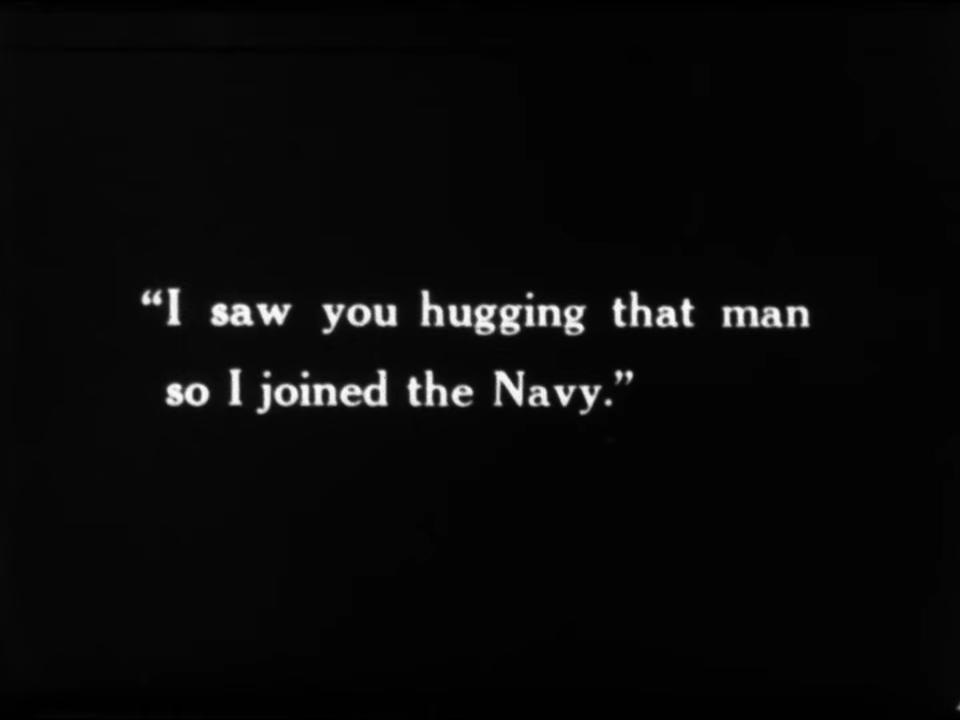 “I saw you hugging that man
so I joined the Navy.”